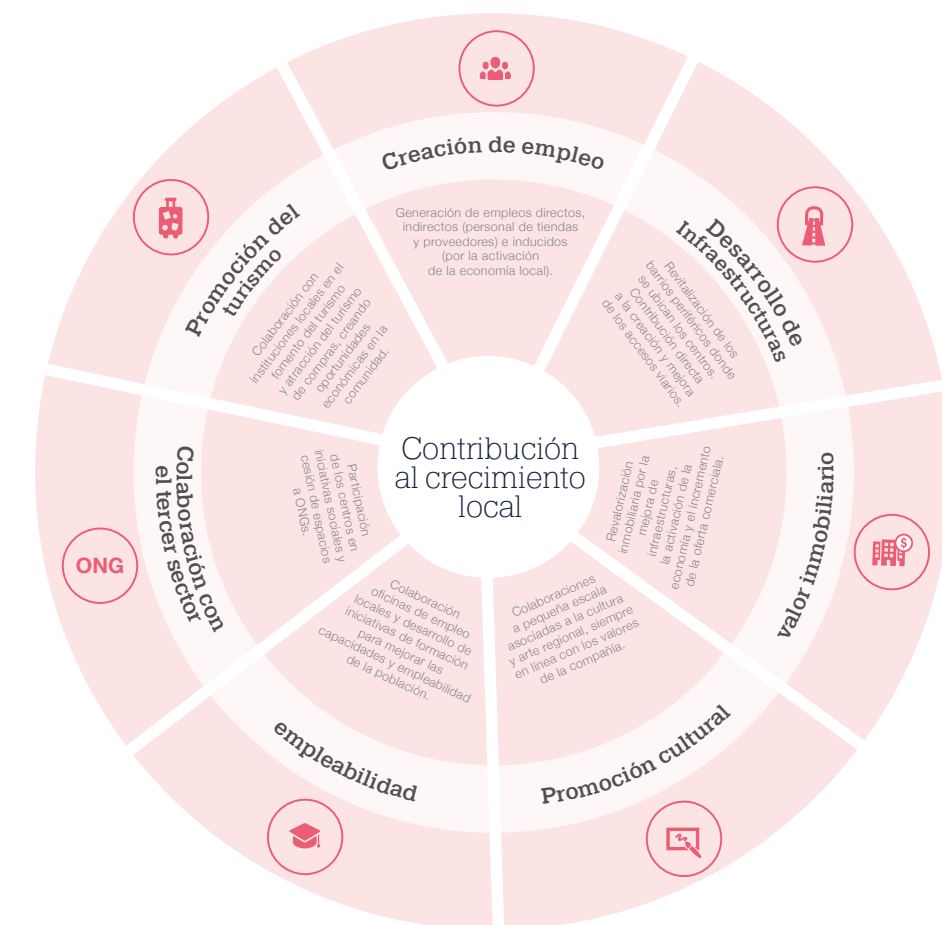 Creación de empleo
Generación de empleos directos,
indirectos (personal de tiendas
y proveedores) e inducidos
(por la activación
de la economía local).
Desarrollo de
Infraestructuras
Revitalización de los
barrios periféricos donde
se ubican los centros.
Contribución directa
a la creación y mejora
de los accesos viarios.
valor inmobiliario
Revalorización
inmobiliaria por la
mejora de
infraestructuras,
la activación de la
economía y el incremento
de la oferta comerciala.
$
Promoción cultural
Colaboraciones
a pequeña escala
asociadas a la cultura
y arte regional, siempre
en línea con los valores
de la compañía.
empleabilidad
Colaboración
oficinas de empleo
locales y desarrollo de
iniciativas de formación
para mejorar las
capacidades y empleabilidad
de la población.
Colaboración con
el tercer sector
Participación
de los centros en
iniciativas sociales y
cesión de espacios
a ONGs.
ONG
Promoción del
turismo
Colaboración con
instituciones locales en el
fomento del turismo
y atracción del turismo
de compras, creando
oportunidades
económicas en la
comunidad.
Contribución
al crecimiento
local